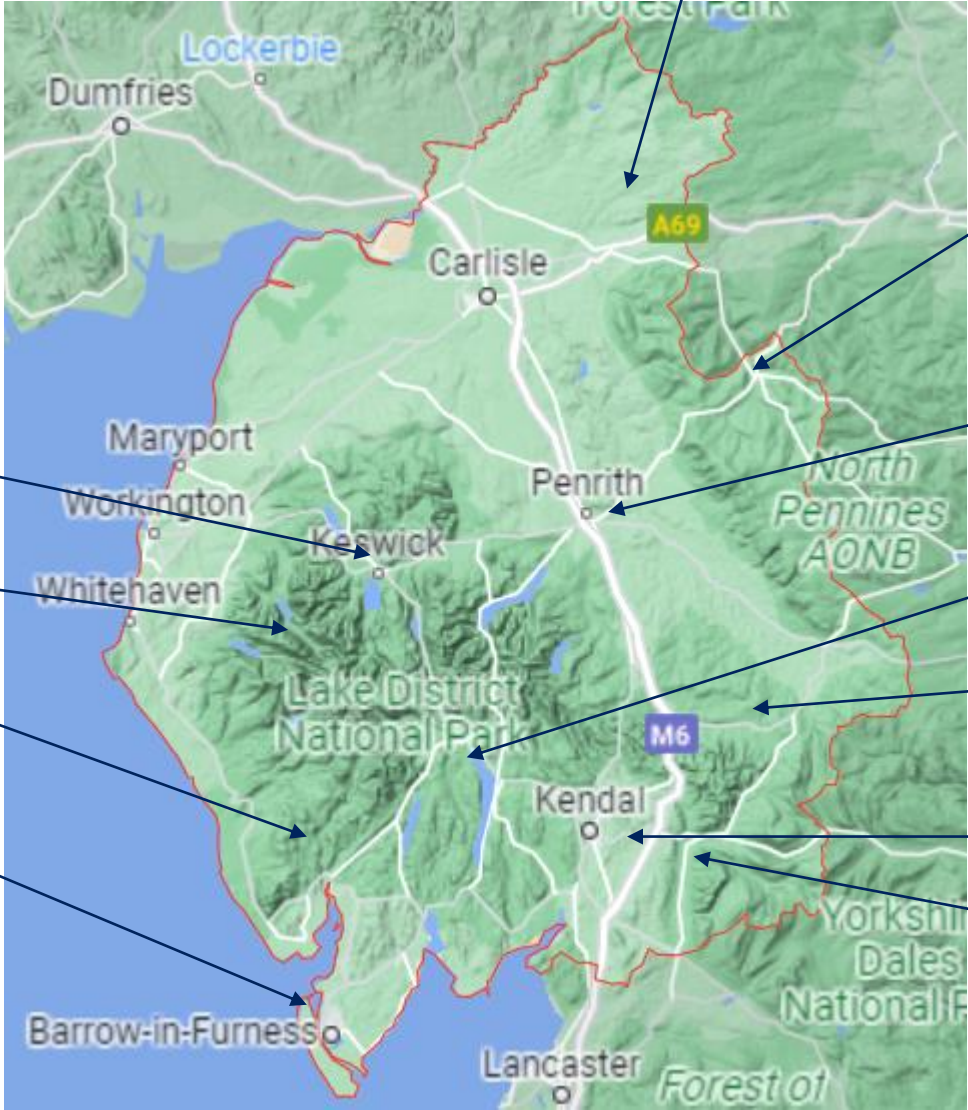 Forest Park
Lockerbie
Dumfries
A69
Carlisle
Maryport
Penrith
North
Pennines
AONB
Workington
Keswick
Whitehaven
Lake District
National Park
M6
Kendal
Yorkshir
Dales
National P
Barrow-in-Furness
Lancaster
Forest of